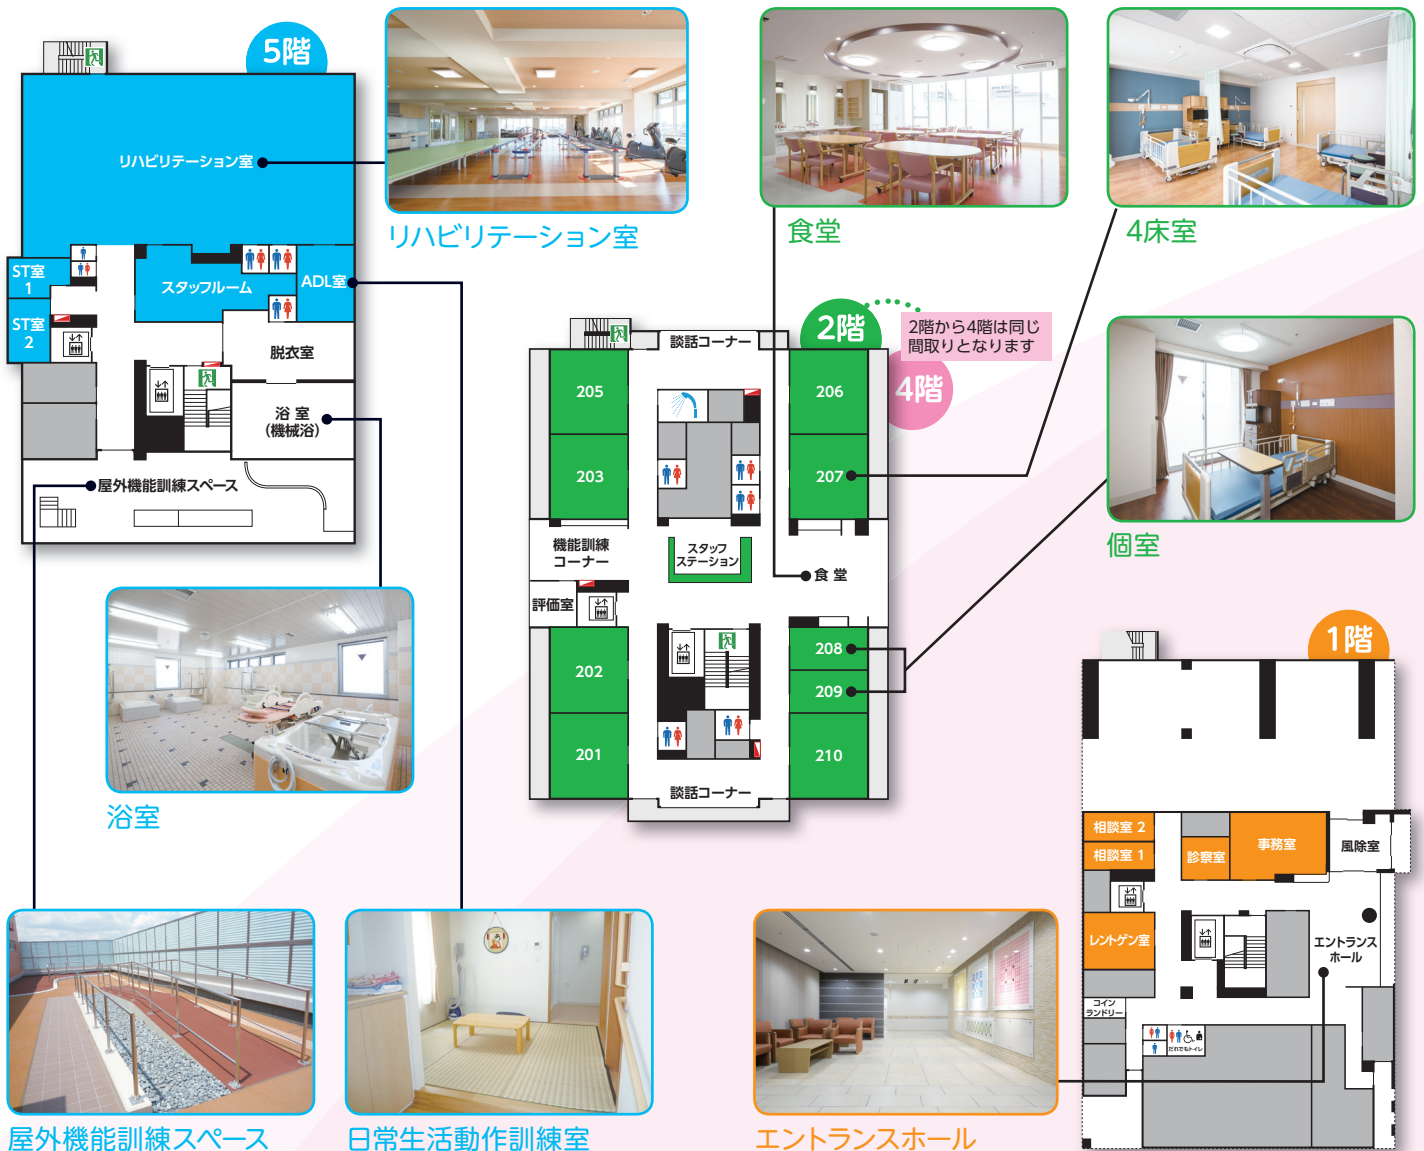 5階
リハビリテーション室
ST室
1
ST室
2
スタッフルーム
ADL室
脱衣室
浴 室
(機械浴)
屋外機能訓練スペース
リハビリテーション室
食堂
4床室
個室
2階
4階
2階から4階は同じ
間取りとなります
談話コーナー
205
206
203
207
機能訓練
コーナー
スタッフ
ステーション
食 堂
評価室
202
208
209
201
210
談話コーナー
浴室
1階
相談室 2
相談室 1
診察室
事務室
風除室
レントゲン室
エントランス
ホール
コイン
ランドリー
だれでもトイレ
屋外機能訓練スペース
日常生活動作訓練室
エントランスホール